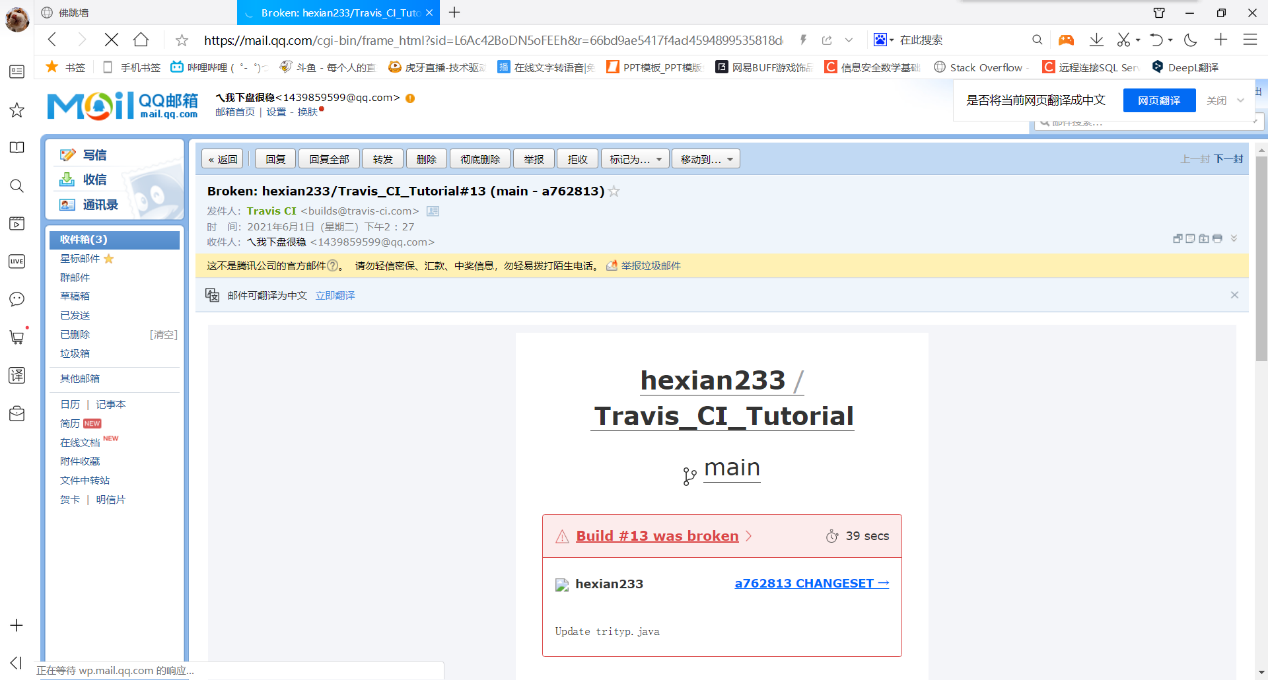 佛跳墙
Broken: hexian233/Travis_CI_Tuto
https://mail.qq.com/cgi-bin/frame_html?sid=L6Ac42BoDN5oFEEh&r=66bd9ae5417f4ad4594899535818d
在此搜索
书签
手机书签
哔哩哔哩 ( ゜- ゜)つ
斗鱼 - 每个人的直
虎牙直播-技术驱动
在线文字转语音|免
PPT模板_PPT模版
网易BUFF游戏饰品
信息安全数学基础
Stack Overflow -
远程连接SQL Serv
DeepL翻译
Mail QQ邮箱
mail.qq.com
乀我下盘很稳<1439859599@qq.com>
邮箱首页 | 设置 - 换肤
是否将当前网页翻译成中文
网页翻译
关闭
邮件搜索...
写信
收信
通讯录
« 返回
回复
回复全部
转发
删除
彻底删除
举报
拒收
标记为...
移动到...
上一封 下一封
Broken: hexian233/Travis_CI_Tutorial#13 (main - a762813)
发件人: Travis CI <builds@travis-ci.com>
时 间: 2021年6月1日 (星期二) 下午2:27
收件人: 乀我下盘很稳 <1439859599@qq.com>
这不是腾讯公司的官方邮件?。 请勿轻信密保、汇款、中奖信息，勿轻易拨打陌生电话。 举报垃圾邮件
邮件可翻译为中文 立即翻译
收件箱(3)
星标邮件
群邮件
草稿箱
已发送
已删除 [清空]
垃圾箱
其他邮箱
日历 | 记事本
简历 NEW
在线文档 NEW
附件收藏
文件中转站
贺卡 | 明信片
hexian233 /
Travis_CI_Tutorial
main
Build #13 was broken
39 secs
hexian233
a762813 CHANGESET →
Update trityp.java
LIVE
译
正在等待 wp.mail.qq.com 的响应...